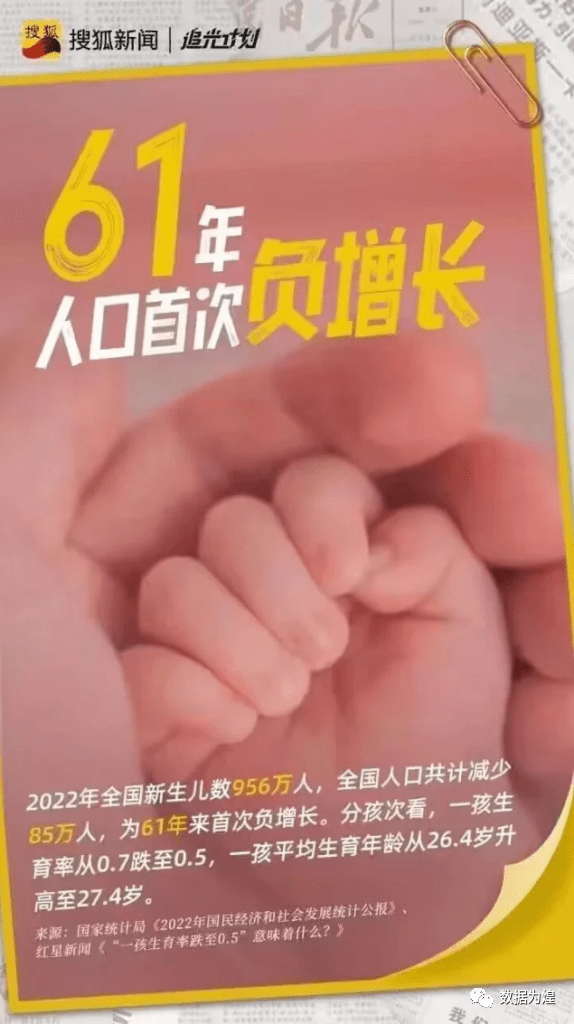 搜狐
搜狐新闻 | 追光计划
61年
人口首次负增长
2022年全国新生儿数956万人，全国人口共计减少
85万人，为61年来首次负增长。分孩次看，一孩生
育率从0.7跌至0.5，一孩平均生育年龄从26.4岁升
高至27.4岁。
来源：国家统计局《2022年国民经济和社会发展统计公报》、
红星新闻《“一孩生育率跌至0.5”意味着什么？》
数据为煌